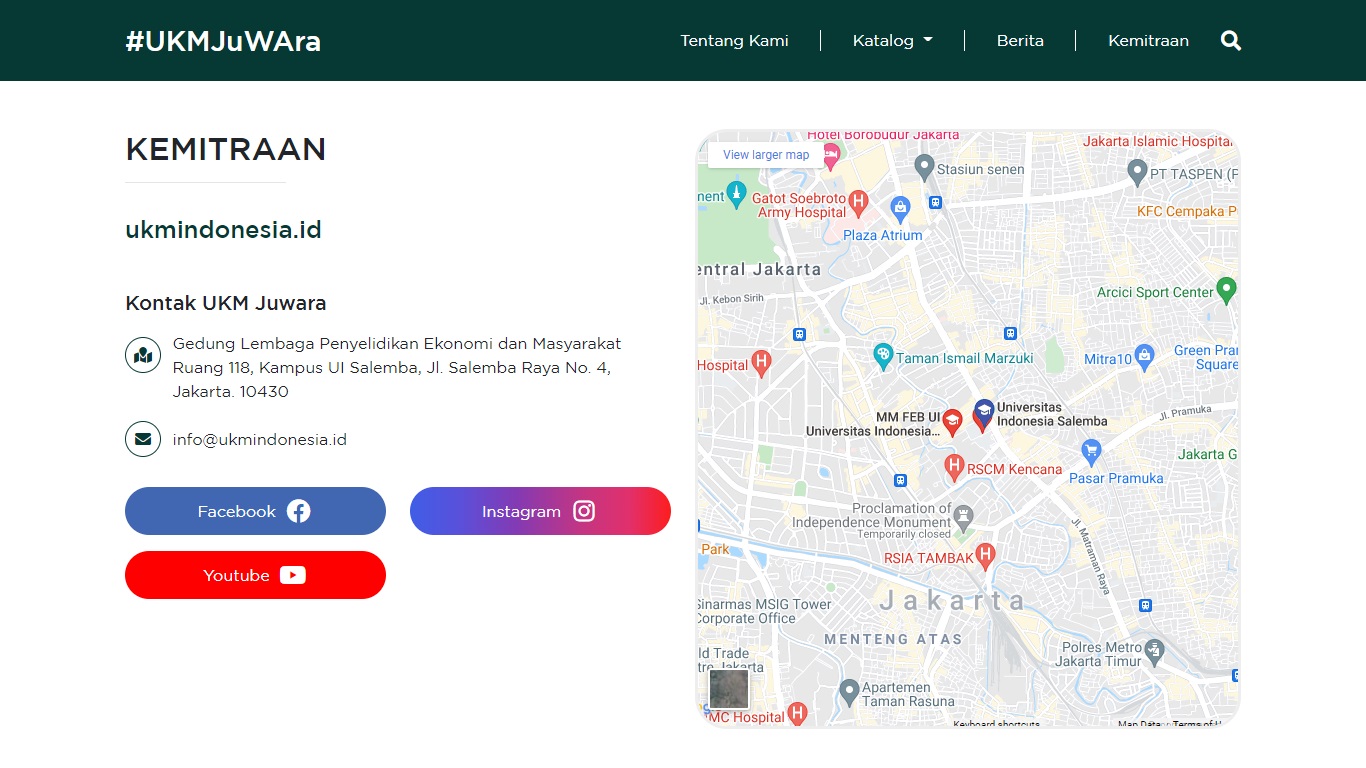 #UKMJuWAra
Tentang Kami
Katalog
Berita
Kemitraan
KEMITRAAN
ukmindonesia.id
Kontak UKM Juwara
Gedung Lembaga Penyelidikan Ekonomi dan Masyarakat
Ruang 118, Kampus UI Salemba, Jl. Salemba Raya No. 4,
Jakarta. 10430
info@ukmindonesia.id
Facebook
Instagram
Youtube
Hotel Borobudur Jakarta
Jakarta Islamic Hospital
View larger map
Stasiun senen
PT TASPEN (P
nent
Gatot Soebroto
Army Hospital
KFC Cempaka P
Plaza Atrium
entral Jakarta
Jl. Kebon Sirih
Arcici Sport Center
Taman Ismail Marzuki
Mitra10
Green Pra
Square
Hospital
Universitas
Indonesia Salemba
MM FEB UI
Universitas Indonesia...
Jl. Pramuka
Jakarta G
RSCM Kencana
Pasar Pramuka
Proclamation of
Independence Monument
Temporarily closed
Jl. Matraman Raya
Park
RSIA TAMBAK
Sinarmas MSIG Tower
Corporate Office
Jakarta
MENTENG ATAS
ld Trade
tre Jakarta
Polres Metro
Jakarta Timur
Apartemen
Taman Rasuna
MC Hospital
Keyboard shortcuts
Map Data
Terms of U